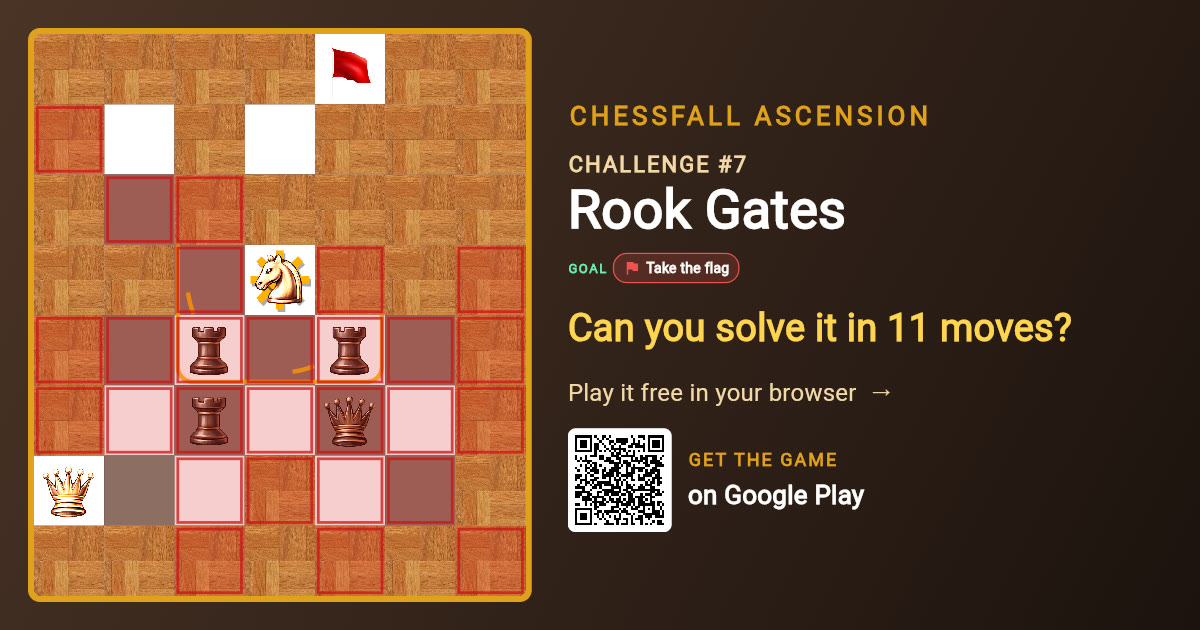 CHESSFALL ASCENSION
CHALLENGE #7
Rook Gates
GOAL Take the flag
Can you solve it in 11 moves?
Play it free in your browser →
GET THE GAME
on Google Play